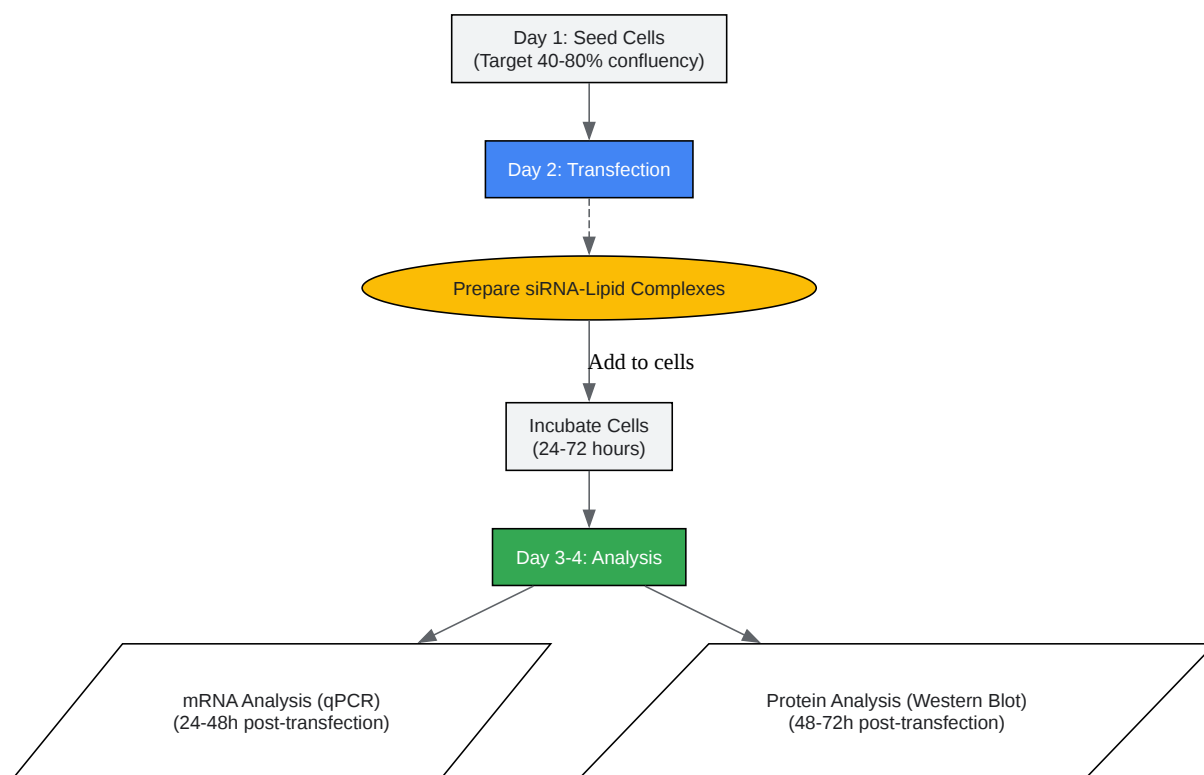 Day 1: Seed Cells
(Target 40-80% confluency)
Day 2: Transfection
Prepare siRNA-Lipid Complexes
Add to cells
Incubate Cells
(24-72 hours)
Day 3-4: Analysis
mRNA Analysis (qPCR)
(24-48h post-transfection)
Protein Analysis (Western Blot)
(48-72h post-transfection)